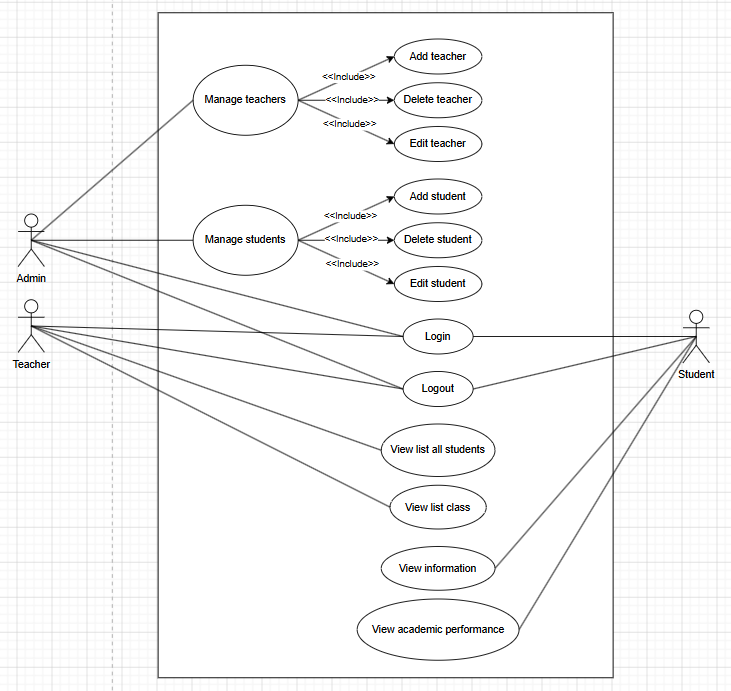 Add teacher
<<Include>>
Manage teachers
<<Include>>
Delete teacher
<<Include>>
Edit teacher
Add student
<<Include>>
Manage students
<<Include>>
Delete student
<<Include>>
Edit student
Admin
Login
Teacher
Student
Logout
View list all students
View list class
View information
View academic performance